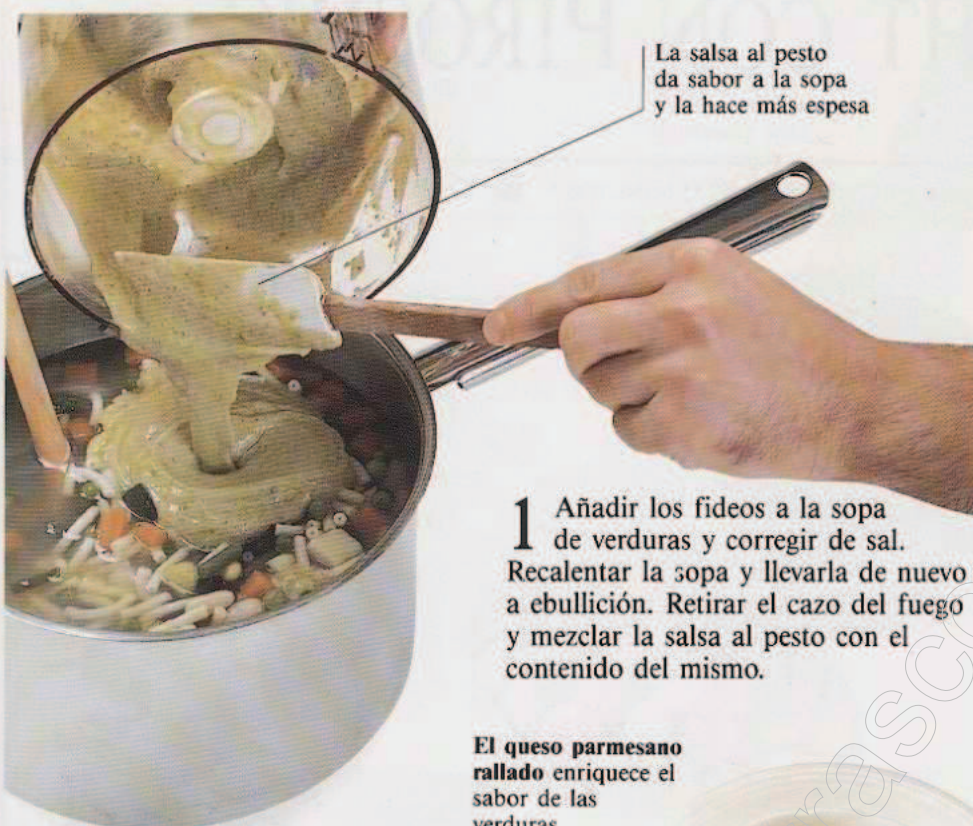 La salsa al pesto
da sabor a la sopa
y la hace más espesa
1 Añadir los fideos a la sopa
de verduras y corregir de sal.
Recalentar la sopa y llevarla de nuevo
a ebullición. Retirar el cazo del fuego
y mezclar la salsa al pesto con el
contenido del mismo.
El queso parmesano
rallado enriquece el
sabor de las
verduras